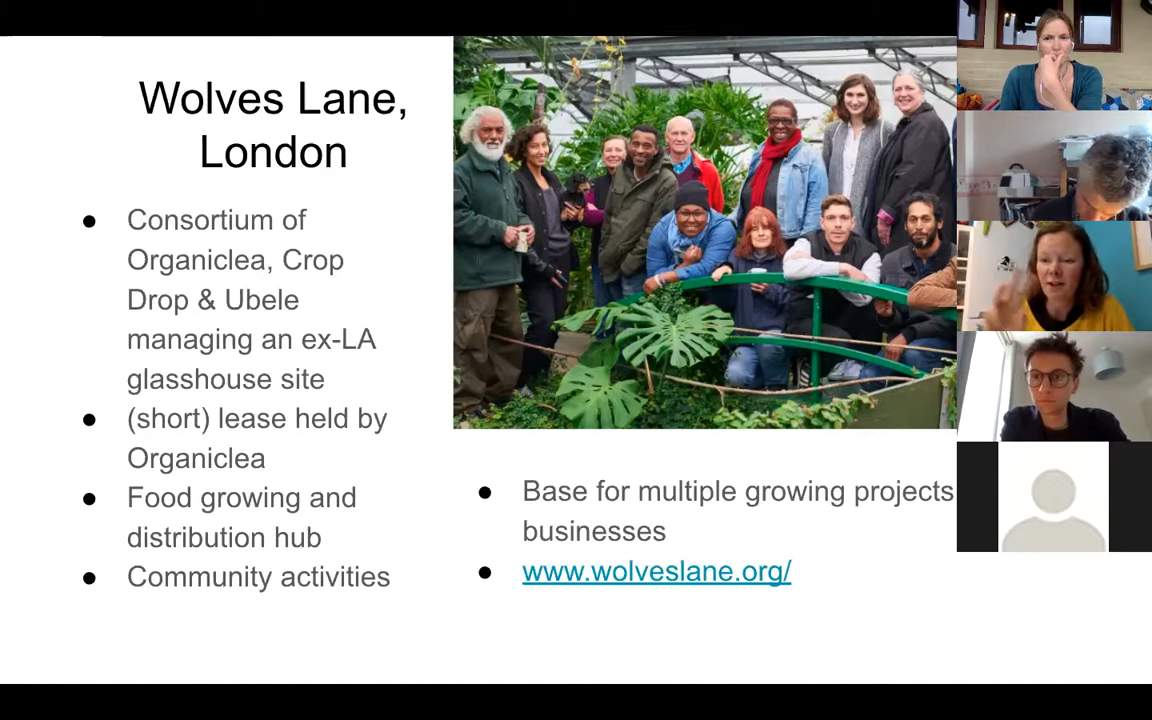 Wolves Lane,
London
● Consortium of
Organiclea, Crop
Drop & Ubele
managing an ex-LA
glasshouse site
● (short) lease held by
Organiclea
● Food growing and
distribution hub
● Community activities
● Base for multiple growing projects
businesses
● www.wolveslane.org/